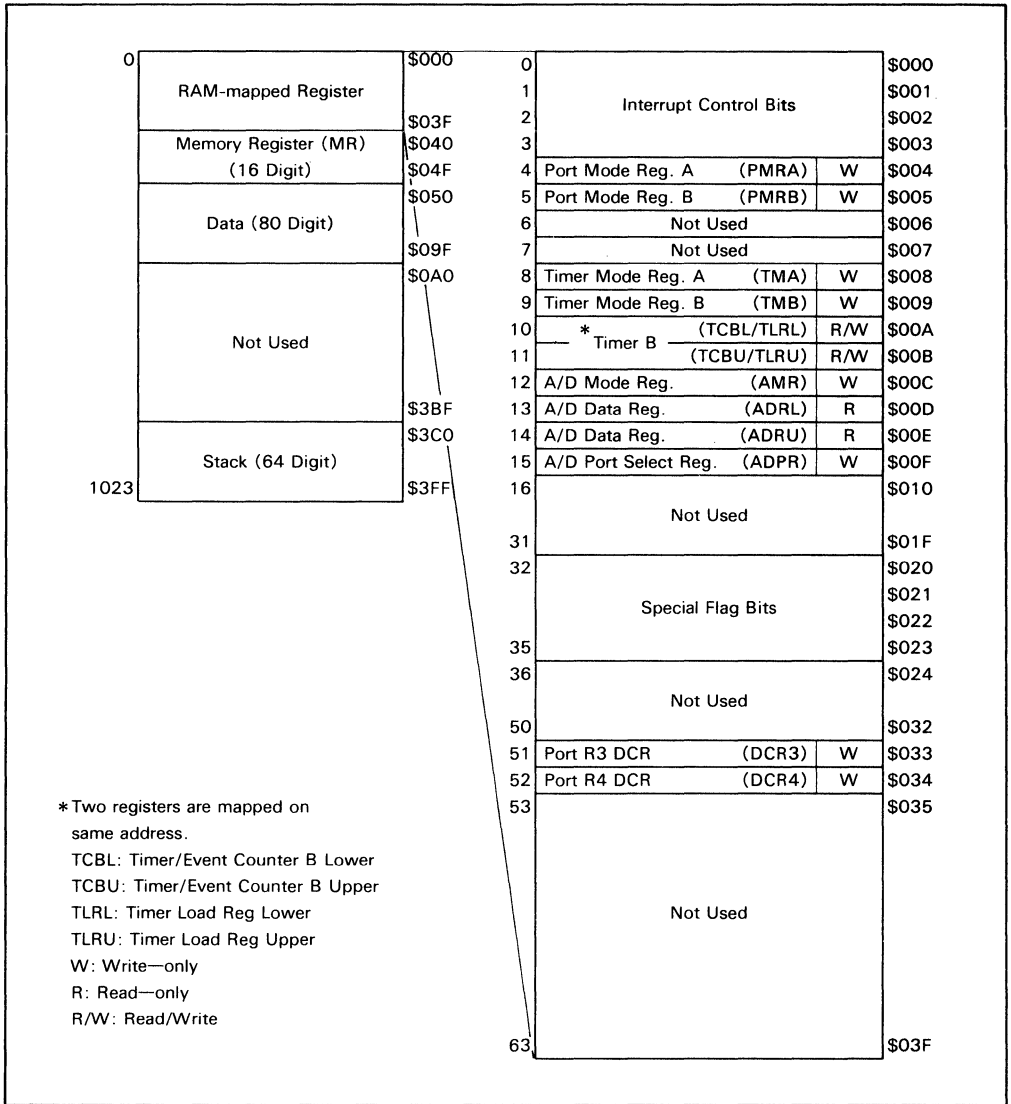 0 $000
RAM-mapped Register
$03F
Memory Register (MR) $040
(16 Digit) $04F
$050
Data (80 Digit)
$09F
$0A0
Not Used
$3BF
$3C0
Stack (64 Digit)
1023 $3FF
0 $000
1 $001
Interrupt Control Bits
2 $002
3 $003
4 Port Mode Reg. A (PMRA) W $004
5 Port Mode Reg. B (PMRB) W $005
6 Not Used $006
7 Not Used $007
8 Timer Mode Reg. A (TMA) W $008
9 Timer Mode Reg. B (TMB) W $009
10 * (TCBL/TLRL) R/W $00A
Timer B
11 (TCBU/TLRU) R/W $00B
12 A/D Mode Reg. (AMR) W $00C
13 A/D Data Reg. (ADRL) R $00D
14 A/D Data Reg. (ADRU) R $00E
15 A/D Port Select Reg. (ADPR) W $00F
16 $010
Not Used
31 $01F
32 $020
$021
Special Flag Bits
$022
35 $023
36 $024
Not Used
50 $032
51 Port R3 DCR (DCR3) W $033
52 Port R4 DCR (DCR4) W $034
53 $035
Not Used
63 $03F
* Two registers are mapped on
same address.
TCBL: Timer/Event Counter B Lower
TCBU: Timer/Event Counter B Upper
TLRL: Timer Load Reg Lower
TLRU: Timer Load Reg Upper
W: Write—only
R: Read—only
R/W: Read/Write